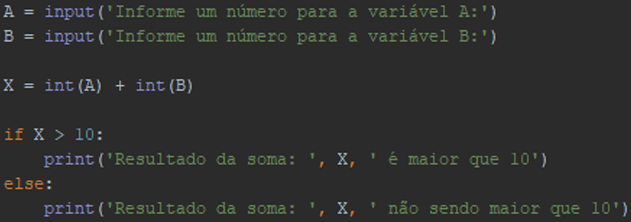 A = input('Informe um número para a variável A:')
B = input('Informe um número para a variável B:')
X = int(A) + int(B)
if X > 10:
    print('Resultado da soma: ', X, ' é maior que 10')
else:
    print('Resultado da soma: ', X, ' não sendo maior que 10')